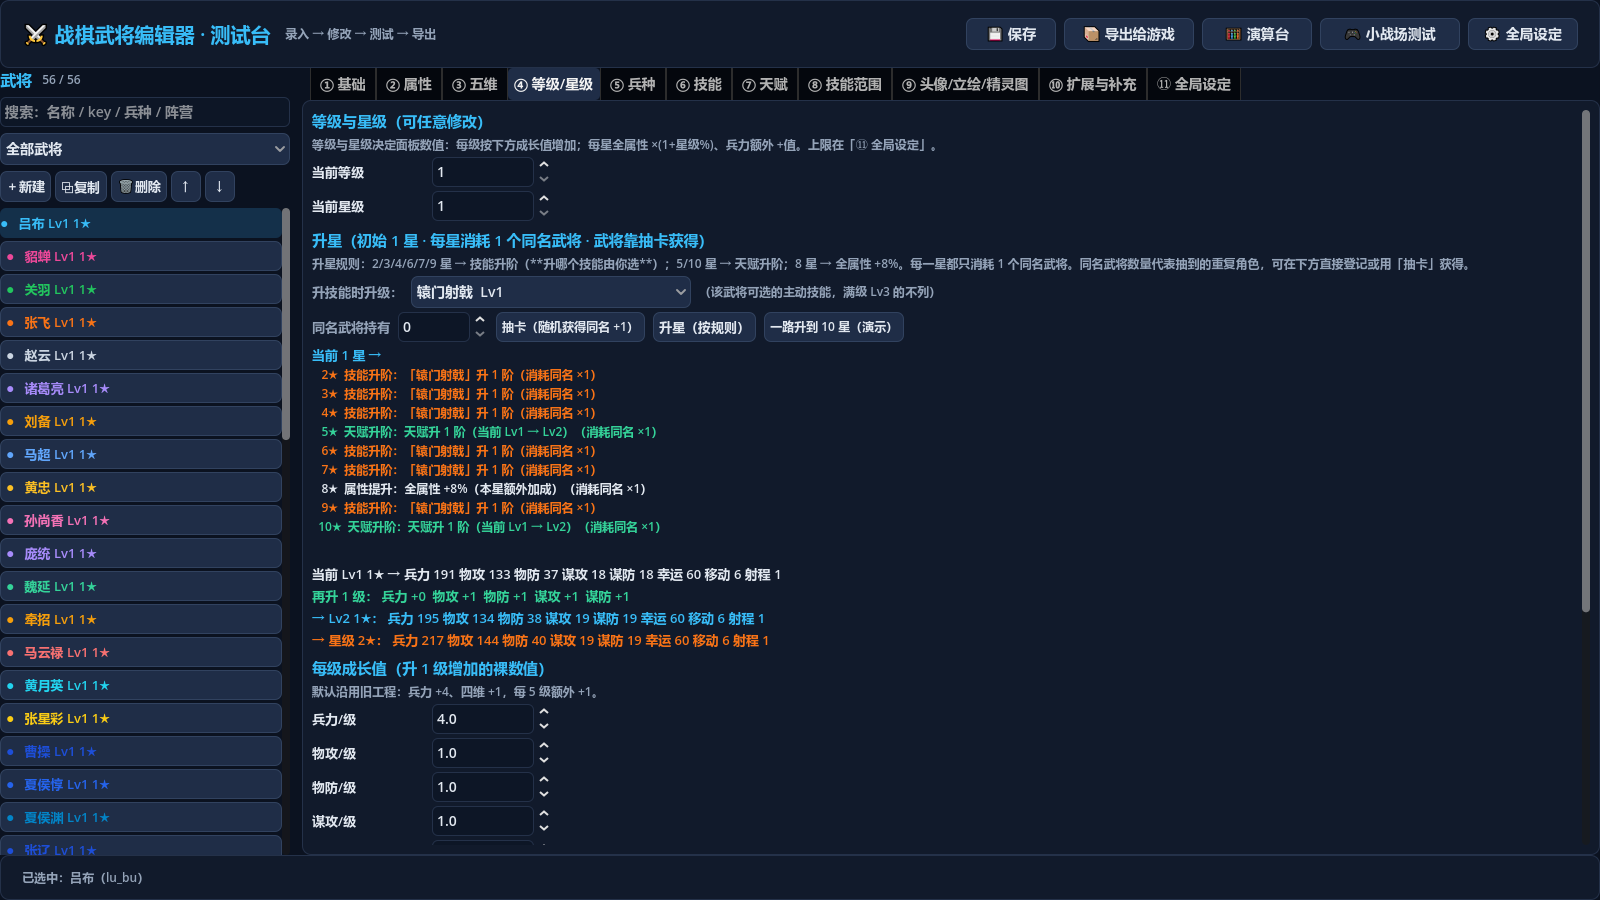 战棋武将编辑器 · 测试台
录入 → 修改 → 测试 → 导出
保存
导出给游戏
演算台
小战场测试
全局设定
武将 56 / 56
搜索：名称 / key / 兵种 / 阵营
全部武将
+ 新建
复制
删除
↑
↓
吕布 Lv1 1★
貂蝉 Lv1 1★
关羽 Lv1 1★
张飞 Lv1 1★
赵云 Lv1 1★
诸葛亮 Lv1 1★
刘备 Lv1 1★
马超 Lv1 1★
黄忠 Lv1 1★
孙尚香 Lv1 1★
庞统 Lv1 1★
魏延 Lv1 1★
牵招 Lv1 1★
马云禄 Lv1 1★
黄月英 Lv1 1★
张星彩 Lv1 1★
曹操 Lv1 1★
夏侯惇 Lv1 1★
夏侯渊 Lv1 1★
张辽 Lv1 1★
① 基础
② 属性
③ 五维
④ 等级/星级
⑤ 兵种
⑥ 技能
⑦ 天赋
⑧ 技能范围
⑨ 头像/立绘/精灵图
⑩ 扩展与补充
⑪ 全局设定
等级与星级（可任意修改）
等级与星级决定面板数值：每级按下方成长值增加；每星全属性 ×(1+星级%)、兵力额外 +值。上限在「⑪ 全局设定」。
当前等级 1
当前星级 1
升星（初始 1 星 · 每星消耗 1 个同名武将 · 武将靠抽卡获得）
升星规则：2/3/4/6/7/9 星 → 技能升阶（**升哪个技能由你选**）；5/10 星 → 天赋升阶；8 星 → 全属性 +8%。每一星都只消耗 1 个同名武将。同名武将数量代表抽到的重复角色，可在下方直接登记或用「抽卡」获得。
升技能时升级： 辕门射戟 Lv1 （该武将可选的主动技能，满级 Lv3 的不列）
同名武将持有 0 抽卡（随机获得同名 +1） 升星（按规则） 一路升到 10 星（演示）
当前 1 星 →
2★ 技能升阶：「辕门射戟」升 1 阶（消耗同名 ×1）
3★ 技能升阶：「辕门射戟」升 1 阶（消耗同名 ×1）
4★ 技能升阶：「辕门射戟」升 1 阶（消耗同名 ×1）
5★ 天赋升阶：天赋升 1 阶（当前 Lv1 → Lv2）（消耗同名 ×1）
6★ 技能升阶：「辕门射戟」升 1 阶（消耗同名 ×1）
7★ 技能升阶：「辕门射戟」升 1 阶（消耗同名 ×1）
8★ 属性提升：全属性 +8%（本星额外加成）（消耗同名 ×1）
9★ 技能升阶：「辕门射戟」升 1 阶（消耗同名 ×1）
10★ 天赋升阶：天赋升 1 阶（当前 Lv1 → Lv2）（消耗同名 ×1）
当前 Lv1 1★ → 兵力 191 物攻 133 物防 37 谋攻 18 谋防 18 幸运 60 移动 6 射程 1
再升 1 级： 兵力 +0 物攻 +1 物防 +1 谋攻 +1 谋防 +1
→ Lv2 1★： 兵力 195 物攻 134 物防 38 谋攻 19 谋防 19 幸运 60 移动 6 射程 1
→ 星级 2★： 兵力 217 物攻 144 物防 40 谋攻 19 谋防 19 幸运 60 移动 6 射程 1
每级成长值（升 1 级增加的裸数值）
默认沿用旧工程：兵力 +4、四维 +1，每 5 级额外 +1。
兵力/级 4.0
物攻/级 1.0
物防/级 1.0
谋攻/级 1.0
已选中：吕布（lu_bu）